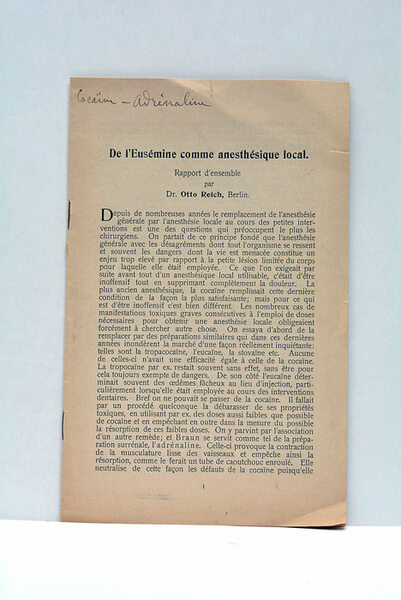 Cocaïne - Adrénaline
De l'Eusémine comme anesthésique local.
Rapport d'ensemble
par
Dr. Otto Reich, Berlin.
Depuis de nombreuses années le remplacement de l'anesthésie
générale par l'anesthésie locale au cours des petites inter-
ventions est une des questions qui préoccupent le plus les
chirurgiens. On partait de ce principe fondé que l'anesthésie
générale avec les désagréments dont tout l'organisme se ressent
et souvent les dangers dont la vie est menacée constitue un
enjeu trop elevé par rapport à la petite lésion limitée du corps
pour laquelle elle était employée. Ce que l'on exigeait par
suite avant tout d'un anesthésique local utilisable, c'était d'être
inoffensif tout en supprimant complètement la douleur. La
plus ancien anesthésique, la cocaïne remplissait cette dernière
condition de la façon la plus satisfaisante; mais pour ce qui
est d'être inoffensif c'est bien différent. Les nombreux cas de
manifestations toxiques graves consécutives à l'emploi de doses
nécessaires pour obtenir une anesthésie locale obligeaient
forcément à chercher autre chose. On essaya d'abord de la
remplacer par des préparations similaires qui dans ces dernières
années inondèrent la marché d'une façon réellement inquiétante;
telles sont la tropacocaïne, l'eucaïne, la stovaïne etc. Aucune
de celles-ci n'avait une efficacité égale à celle de la cocaïne.
La tropocaïne par ex. restait souvent sans effet, sans être pour
cela toujours exempte de dangers. De son côté l'eucaïne déter-
minait souvent des œdèmes fâcheux au lieu d'injection, parti-
culièrement lorsqu'elle était employée au cours des interventions
dentaires. Bref on ne pouvait se passer de la cocaïne. Il fallait
par un procédé quelconque la débarasser de ses propriétés
toxiques, en utilisant par ex. des doses aussi faibles que possible
de cocaïne et en empêchant en outre dans la mesure du possible
la résorption de ces faibles doses. On y parvint par l'association
d'un autre remède; et Braun se servit comme tel de la prépa-
ration surrénale, l'adrénaline. Celle-ci provoque la contraction
de la musculature lisse des vaisseaux et empêche ainsi la
résorption, comme le ferait un tube de caoutchouc enroulé. Elle
neutralise de cette façon les défauts de la cocaïne puisqu'elle
1